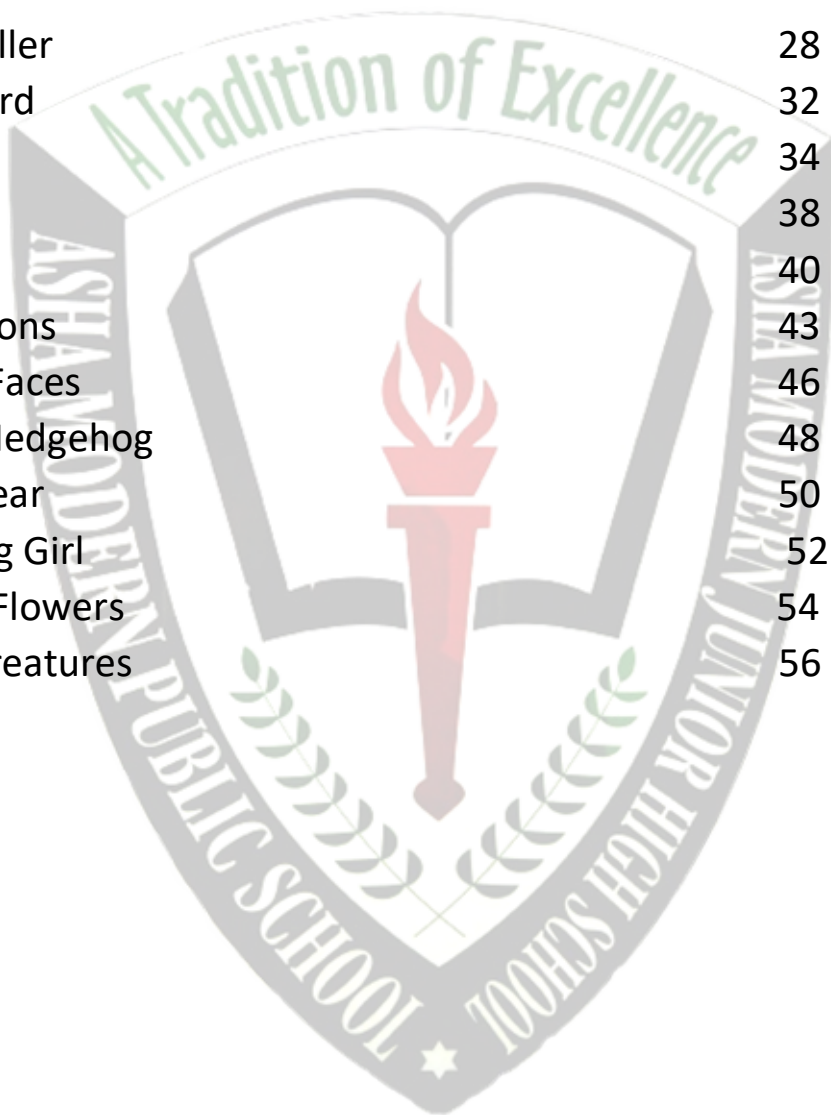 ller 28
rd 32
34
38
40
ons 43
Faces 46
Hedgehog 48
ear 50
g Girl 52
Flowers 54
reatures 56
A Tradition of Excellence
ASHA MODERN PUBLIC SCHOOL
ASHA MODERN JUNIOR HIGH SCHOOL